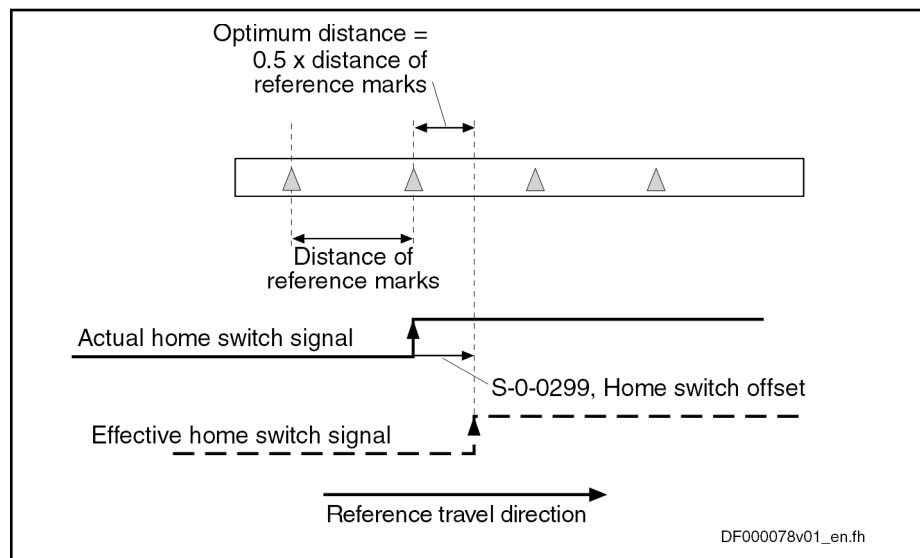 Optimum distance =
0.5 x distance of
reference marks
Distance of
reference marks
Actual home switch signal
S-0-0299, Home switch offset
Effective home switch signal
Reference travel direction
DF000078v01_en.fh